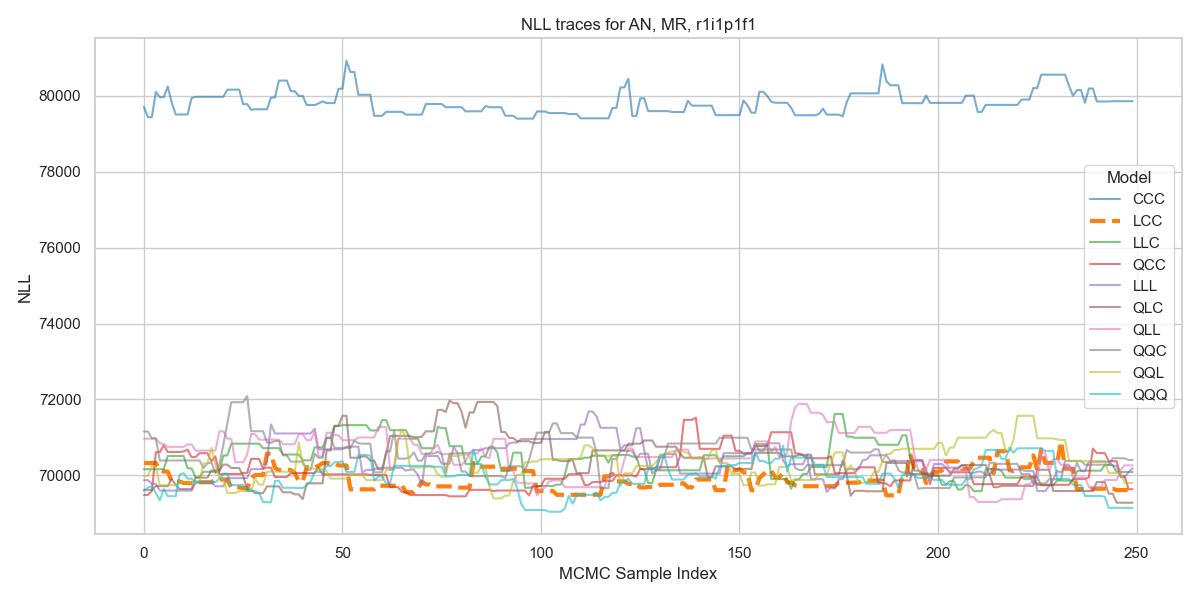 NLL traces for AN, MR, r1i1p1f1
NLL
80000
78000
76000
74000
72000
70000
0
50
100
150
200
250
MCMC Sample Index
Model
CCC
LCC
LLC
QCC
LLL
QLC
QLL
QQC
QQL
QQQ